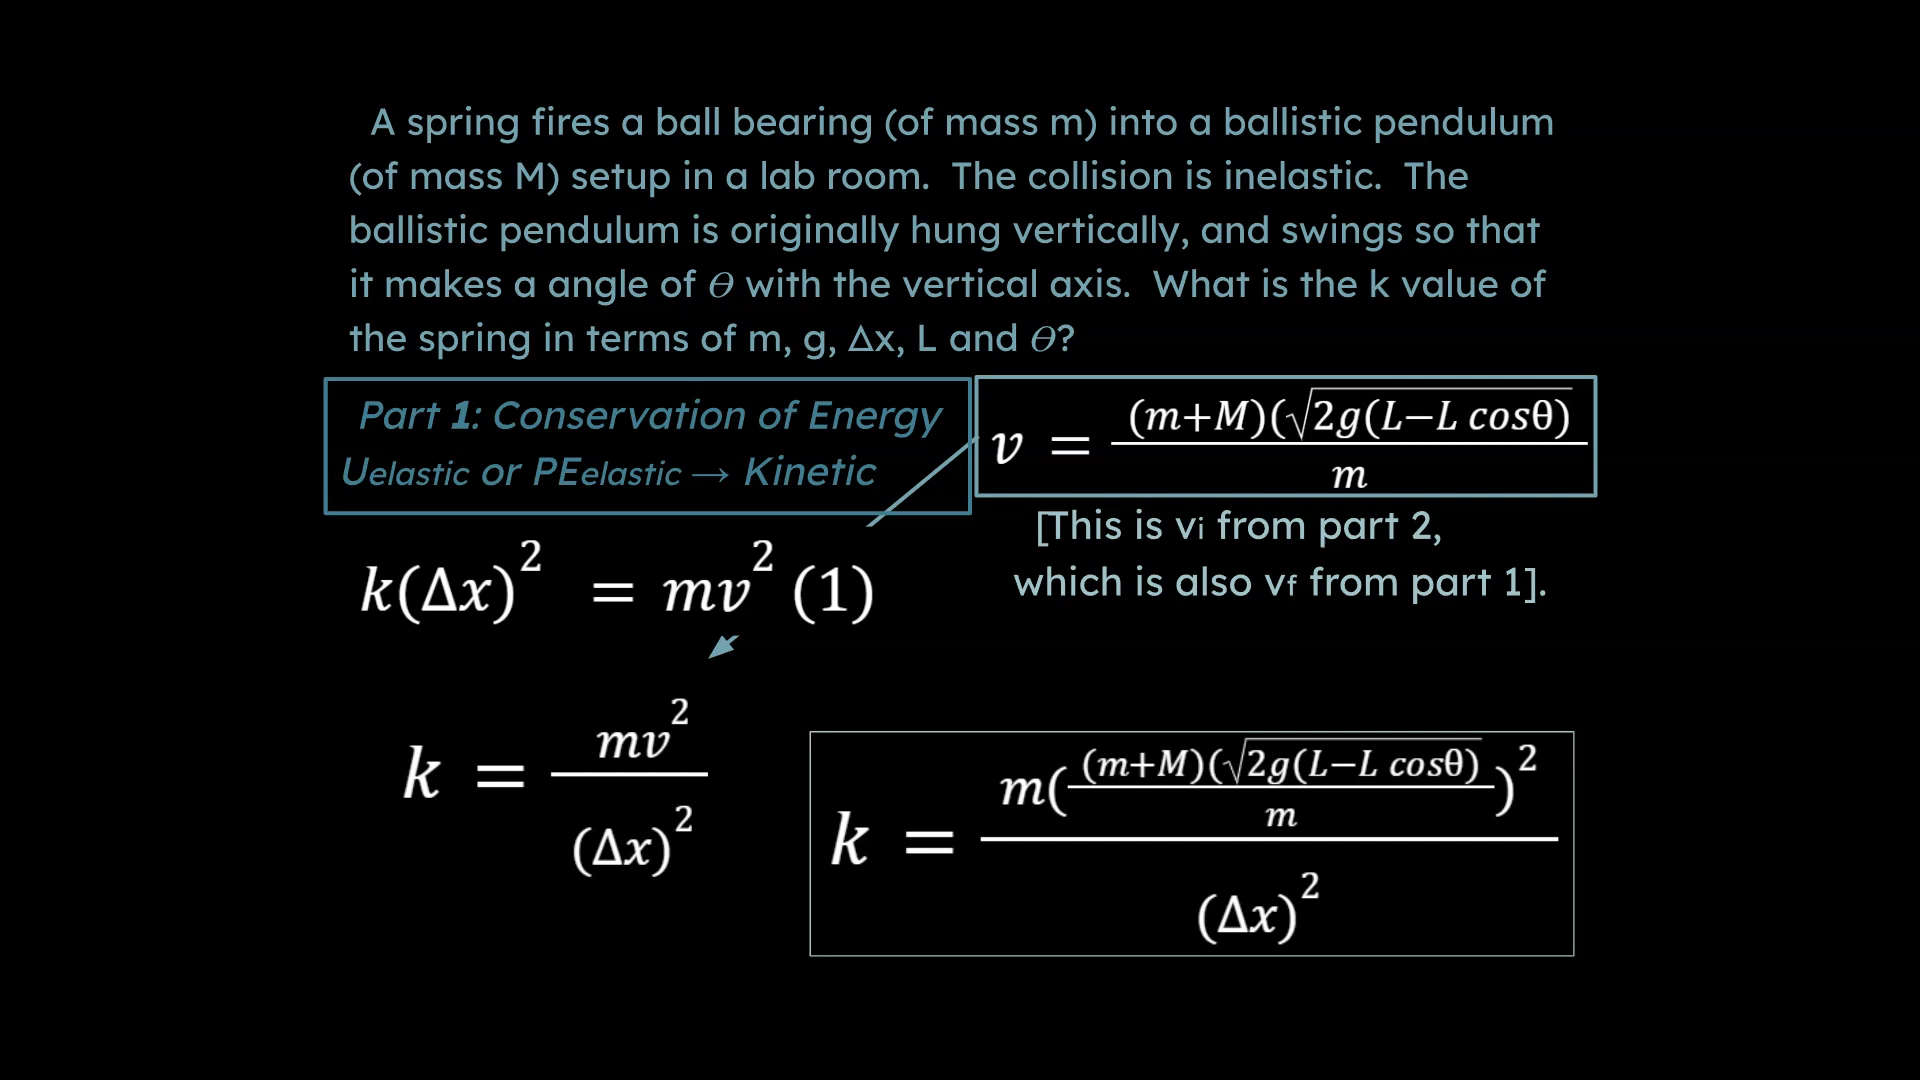 A spring fires a ball bearing (of mass m) into a ballistic pendulum
(of mass M) setup in a lab room.  The collision is inelastic.  The
ballistic pendulum is originally hung vertically, and swings so that
it makes a angle of ϴ with the vertical axis.  What is the k value of
the spring in terms of m, g, Δx, L and ϴ?
Part 1: Conservation of Energy
Uelastic or PEelastic → Kinetic
v = (m+M)(√2g(L−L cosθ) / m
[This is vi from part 2,
which is also vf from part 1].
k(Δx)² = mv² (1)
k = mv² / (Δx)²
k = m((m+M)(√2g(L−L cosθ) / m)² / (Δx)²